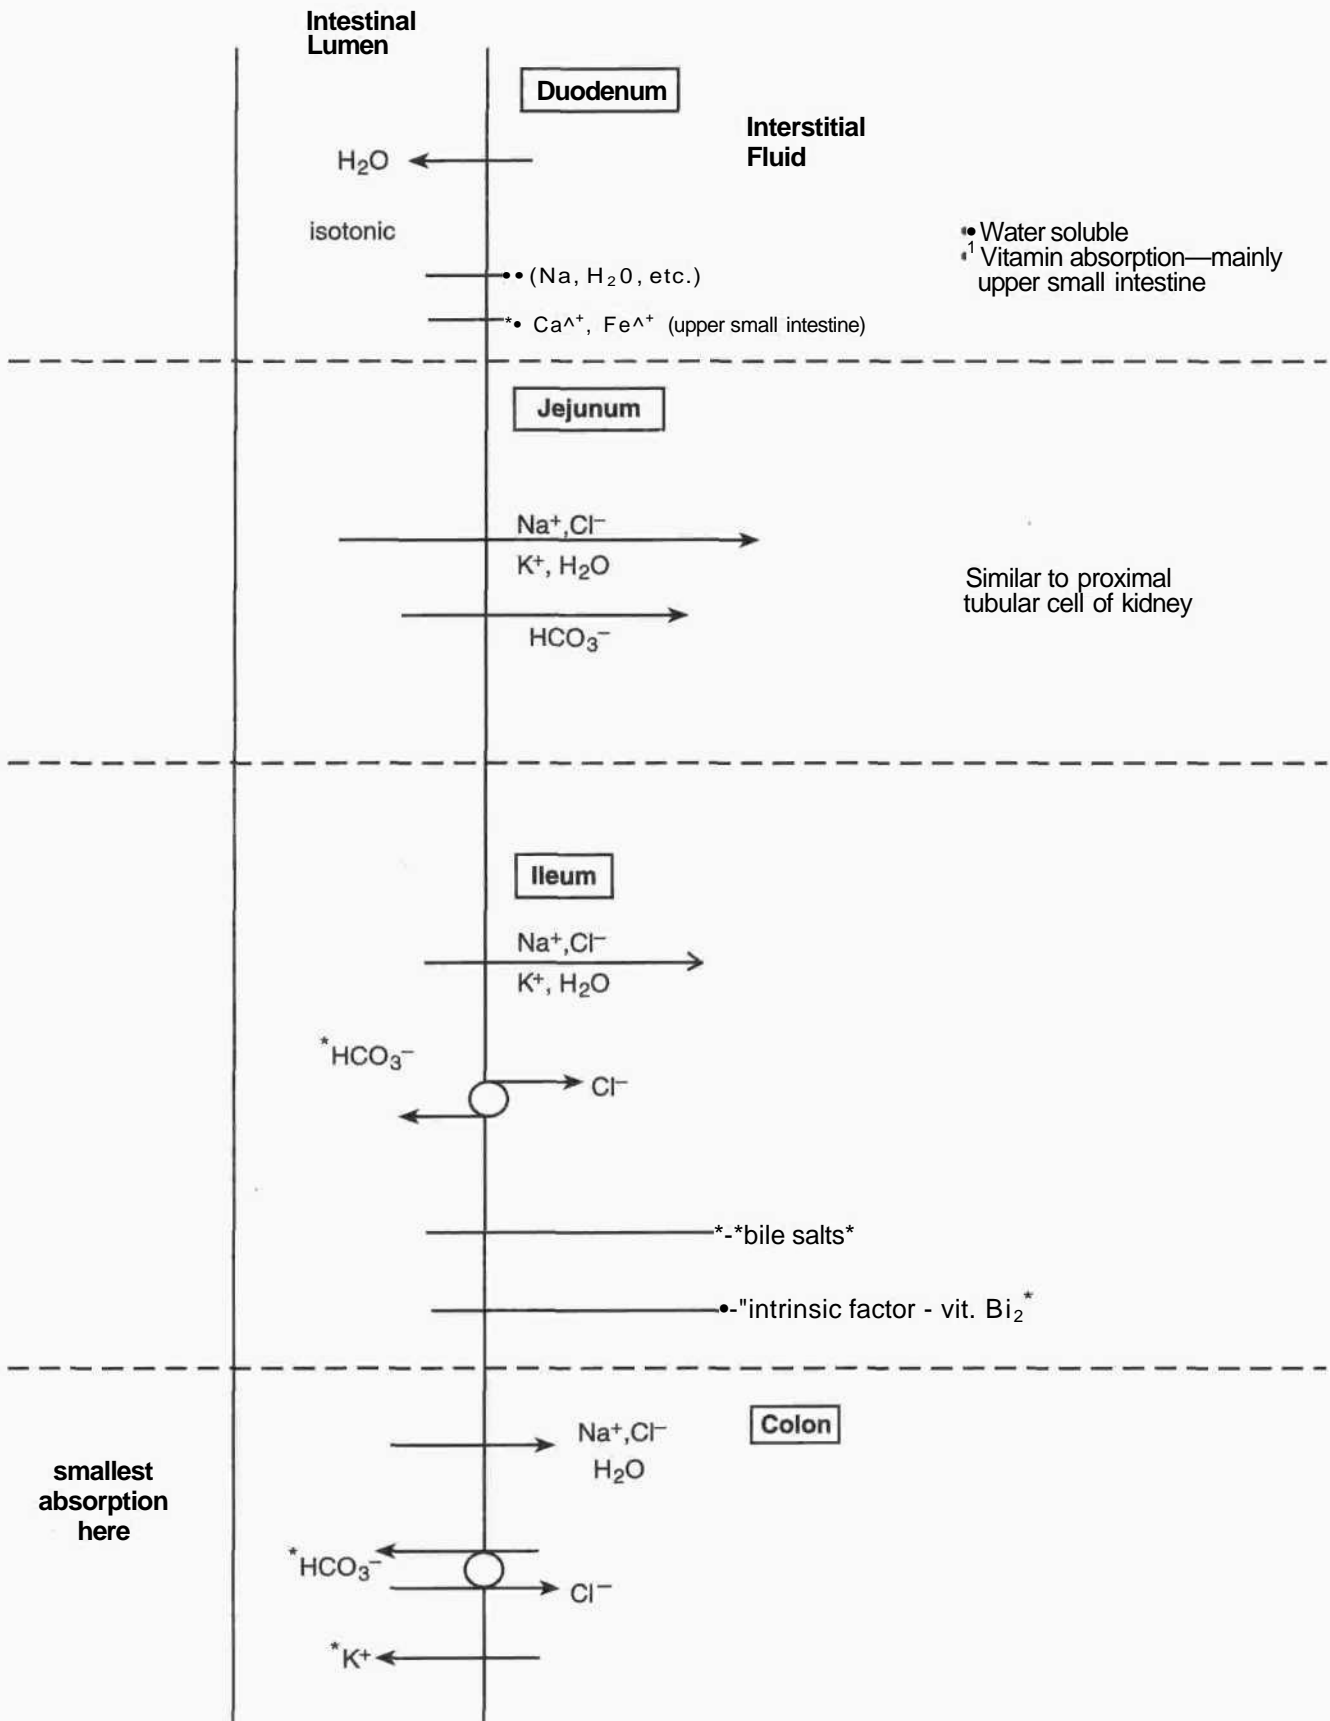 Intestinal
Lumen
Duodenum
Interstitial
Fluid
H₂O
isotonic
•• Water soluble
•¹ Vitamin absorption—mainly
upper small intestine
•• (Na, H₂0, etc.)
*• Ca^⁺, Fe^⁺ (upper small intestine)
Jejunum
Na⁺,Cl⁻
K⁺, H₂O
HCO₃⁻
Similar to proximal
tubular cell of kidney
Ileum
Na⁺,Cl⁻
K⁺, H₂O
*HCO₃⁻
Cl⁻
*-*bile salts*
•-"intrinsic factor - vit. Bi₂*
Colon
Na⁺,Cl⁻
H₂O
smallest
absorption
here
*HCO₃⁻
Cl⁻
*K⁺